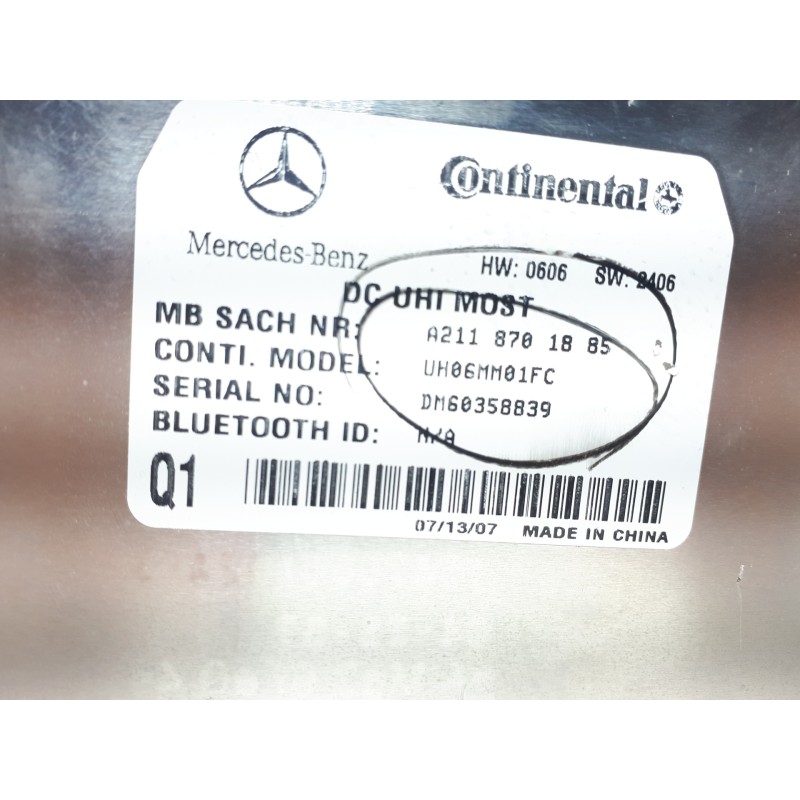 Continental
Mercedes-Benz
HW: 0606 SW: 2406
DC UHI MOST
MB SACH NR: A211 870 18 85
CONTI. MODEL: UH06MM01FC
SERIAL NO: DM60358839
BLUETOOTH ID: N/A
Q1
07/13/07 MADE IN CHINA